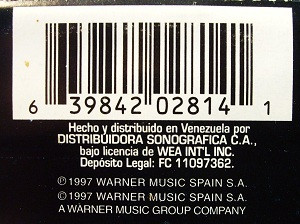 6 39842 02814 1
Hecho y distribuido en Venezuela por
DISTRIBUIDORA SONOGRAFICA C.A.,
bajo licencia de WEA INT'L INC.
Depósito Legal: FC 11097362.
℗ 1997 WARNER MUSIC SPAIN S.A.
© 1997 WARNER MUSIC SPAIN S.A.
A WARNER MUSIC GROUP COMPANY